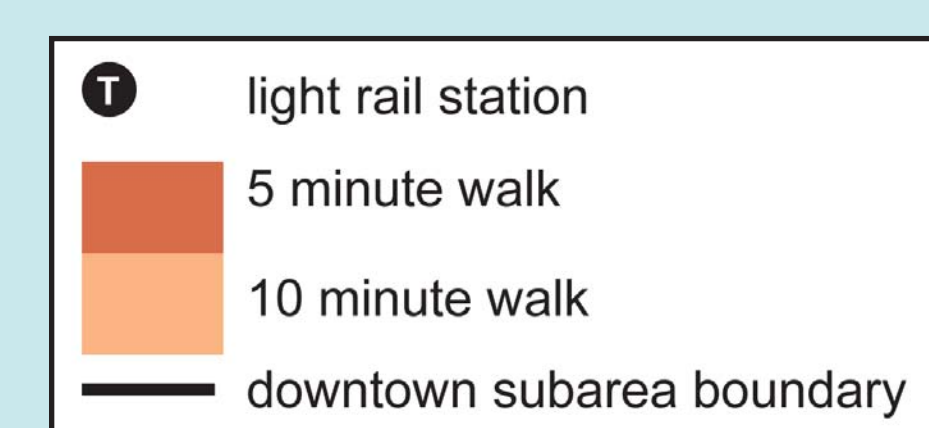 T light rail station
5 minute walk
10 minute walk
downtown subarea boundary